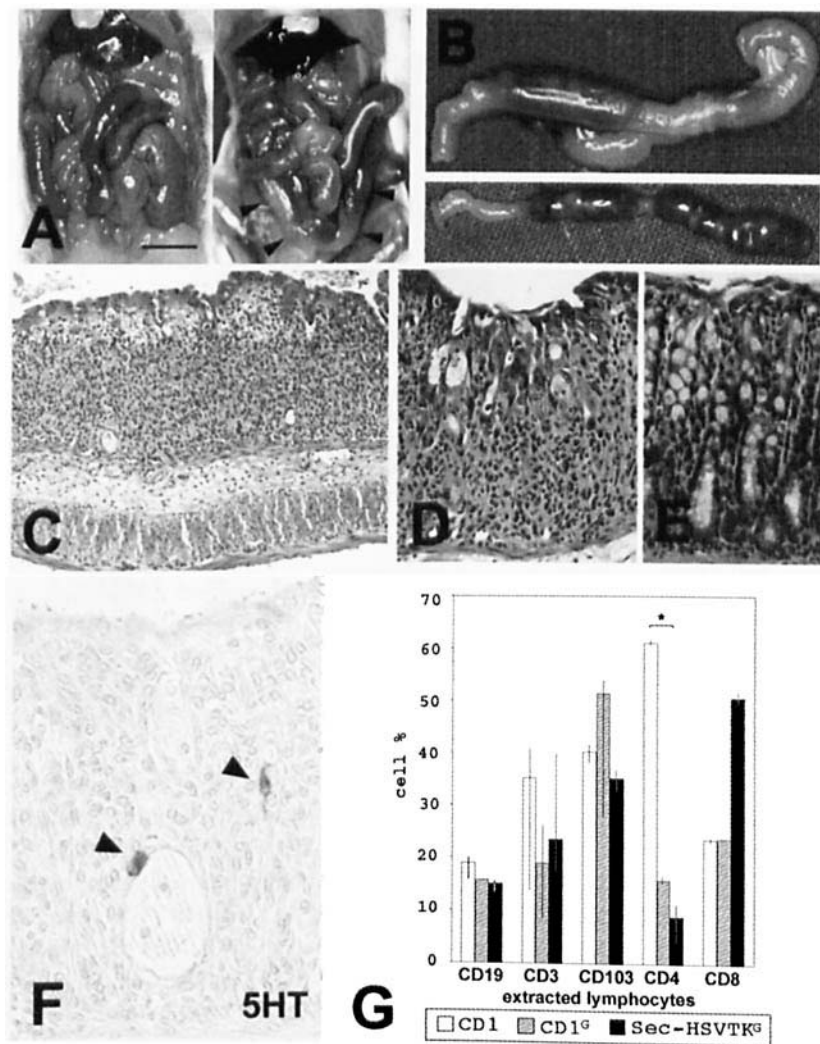 A
B
C
D
E
F
5HT
G
70
60
50
40
30
20
10
0
cell %
*
CD19 CD3 CD103 CD4 CD8
extracted lymphocytes
CD1 CD1ᴳ Sec-HSVTKᴳ